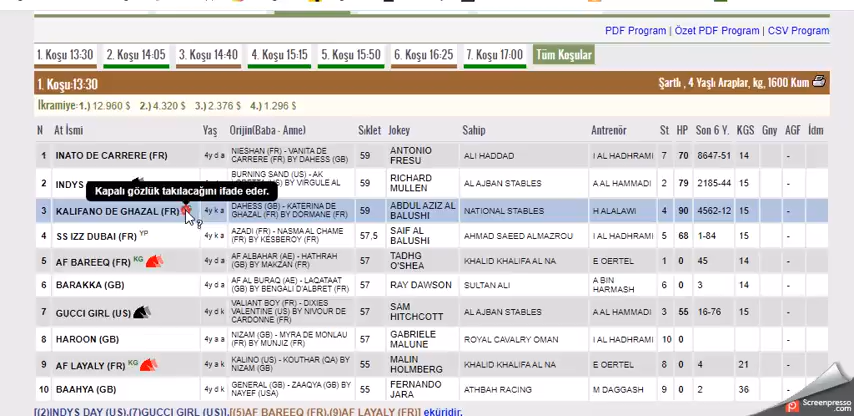 PDF Program | Özet PDF Program | CSV Program
1. Koşu 13:30 2. Koşu 14:05 3. Koşu 14:40 4. Koşu 15:15 5. Koşu 15:50 6. Koşu 16:25 7. Koşu 17:00 Tüm Koşular
1. Koşu:13:30 Şartlı , 4 Yaşlı Araplar, kg, 1600 Kum
İkramiye:1.) 12.960 $ 2.) 4.320 $ 3.) 2.376 $ 4.) 1.296 $
N At İsmi Yaş Orijin(Baba - Anne) Sıklet Jokey Sahip Antrenör St HP Son 6 Y. KGS Gny AGF İdm
1 INATO DE CARRERE (FR) 4y d k NIESHAN (FR) - VANITA DE CARRERE (FR) BY DAHESS (GB) 59 ANTONIO FRESU ALI HADDAD I AL HADHRAMI 7 70 8647-51 14 -
2 INDYS BURNING SAND (US) - AK BY VIRGULE AL 59 RICHARD MULLEN AL AJBAN STABLES A AL HAMMADI 2 79 2185-44 15 -
Kapalı gözlük takılacağını ifade eder.
3 KALIFANO DE GHAZAL (FR) 4y k a DAHESS (GB) - KATERINA DE GHAZAL (FR) BY DORMANE (FR) 59 ABDUL AZIZ AL BALUSHI NATIONAL STABLES H ALALAWI 4 90 4562-12 15 -
4 SS IZZ DUBAI (FR) YP 4y k a AZADI (FR) - NASMA AL CHAME (FR) BY KESBEROY (FR) 57,5 SAIF AL BALUSHI AHMAD SAEED ALMAZROU I AL HADHRAMI 5 68 1-84 15 -
5 AF BAREEQ (FR) KG 4y d a AF ALBAHAR (AE) - HATHRAH (GB) BY MAKZAN (FR) 57 TADHG O'SHEA KHALID KHALIFA AL NA E OERTEL 1 0 45 14 -
6 BARAKKA (GB) 4y d a AF AL BURAQ (AE) - LAQATAAT (GB) BY BENGALI D'ALBRET (FR) 57 RAY DAWSON SULTAN ALI A BIN HARMASH 6 0 3 14 -
7 GUCCI GIRL (US) 4y d k VALIANT BOY (FR) - DIXIES VALENTINE (US) BY NIVOUR DE CARDONNE (FR) 57 SAM HITCHCOTT AL AJBAN STABLES A AL HAMMADI 3 55 16-76 15 -
8 HAROON (GB) 4y a a NIZAM (GB) - MYRA DE MONLAU (FR) BY MUNJIZ (FR) 57 GABRIELE MALUNE ROYAL CAVALRY OMAN I AL HADHRAMI 10 0 -
9 AF LAYALY (FR) KG 4y a k KALINO (US) - KOUTHAR (QA) BY NIZAM (GB) 55 MALIN HOLMBERG KHALID KHALIFA AL NA E OERTEL 8 0 4 21 -
10 BAAHYA (GB) 4y d k GENERAL (GB) - ZAAQYA (GB) BY NAYEF (USA) 55 FERNANDO JARA ATHBAH RACING M DAGGASH 9 0 2 36 -
[(2)INDYS DAY (US),(7)GUCCI GIRL (US)], [(5)AF BAREEQ (FR),(9)AF LAYALY (FR)] eküridir.
Screenpresso
.com